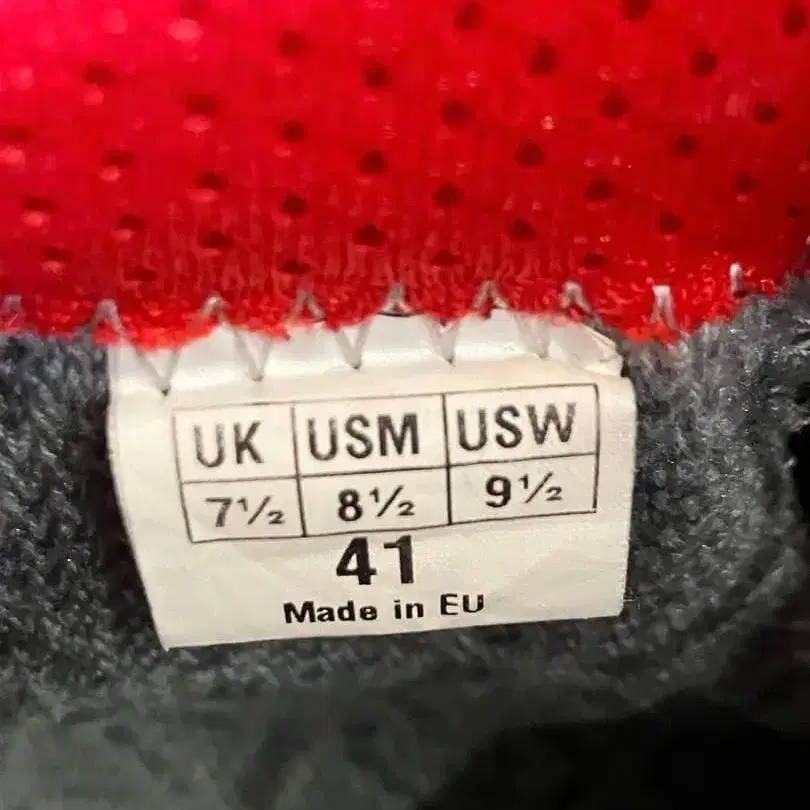 UK USM USW
7½ 8½ 9½
41
Made in EU